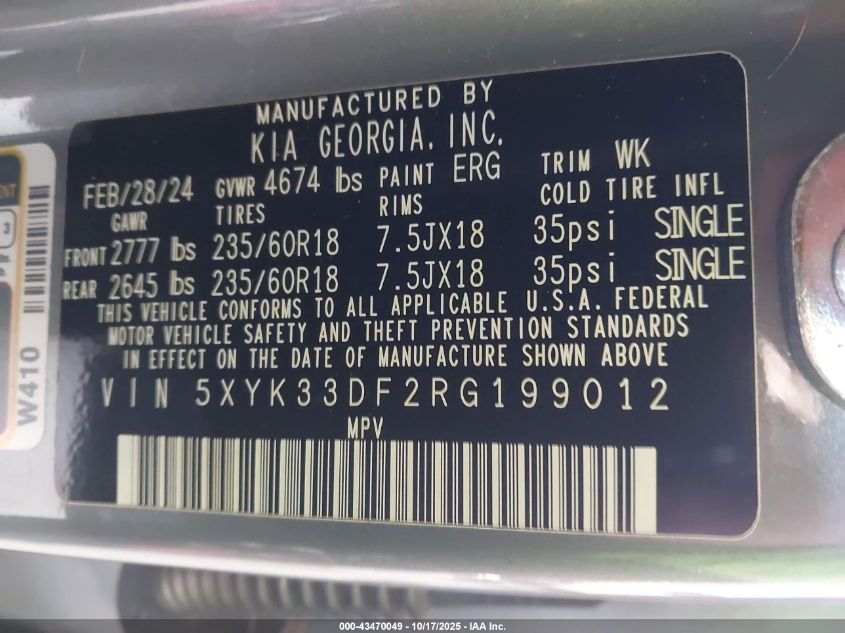 MANUFACTURED BY
KIA GEORGIA, INC.
FEB/28/24 GVWR 4674 lbs PAINT ERG TRIM WK
GAWR TIRES RIMS COLD TIRE INFL
FRONT 2777 lbs 235/60R18 7.5JX18 35psi SINGLE
REAR 2645 lbs 235/60R18 7.5JX18 35psi SINGLE
THIS VEHICLE CONFORMS TO ALL APPLICABLE U.S.A. FEDERAL
MOTOR VEHICLE SAFETY AND THEFT PREVENTION STANDARDS
IN EFFECT ON THE DATE OF MANUFACTURE SHOWN ABOVE
VIN 5XYK33DF2RG199012
MPV
W410
3
000-43470049 - 10/17/2025 - IAA Inc.